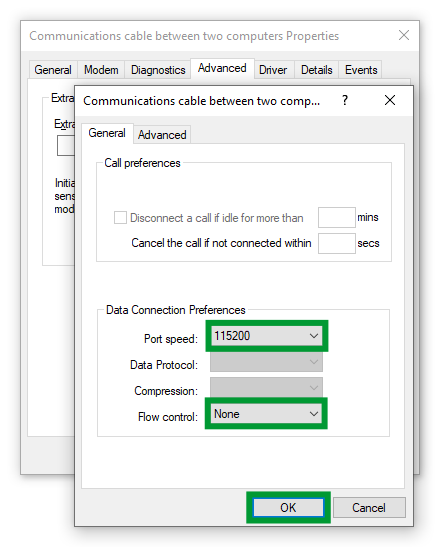 Communications cable between two computers Properties
General Modem Diagnostics Advanced Driver Details Events
Extra
Extra
Initia
sens
mod
Communications cable between two comp... ?
General Advanced
Call preferences
Disconnect a call if idle for more than mins
Cancel the call if not connected within secs
Data Connection Preferences
Port speed: 115200
Data Protocol:
Compression:
Flow control: None
OK Cancel